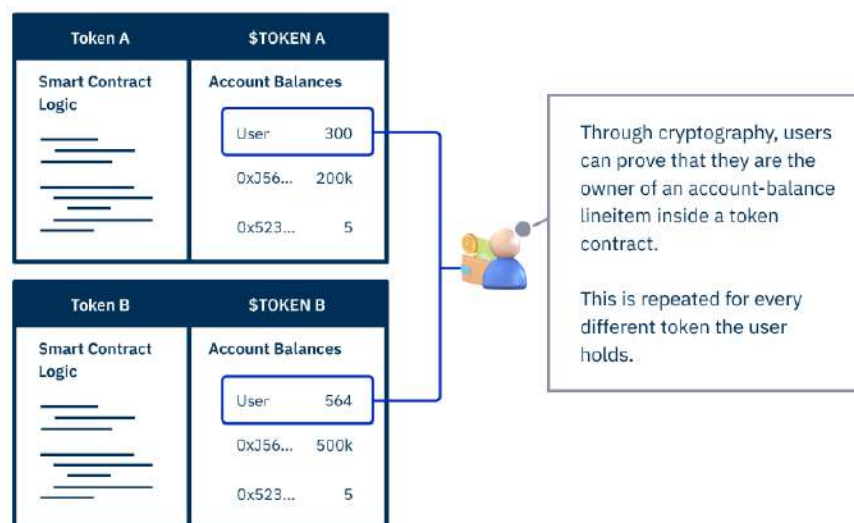 Token A
$TOKEN A
Smart Contract
Logic
Account Balances
User 300
0xJ56... 200k
0x523... 5
Token B
$TOKEN B
Smart Contract
Logic
Account Balances
User 564
0xJ56... 500k
0x523... 5
Through cryptography, users
can prove that they are the
owner of an account-balance
lineitem inside a token
contract.
This is repeated for every
different token the user
holds.